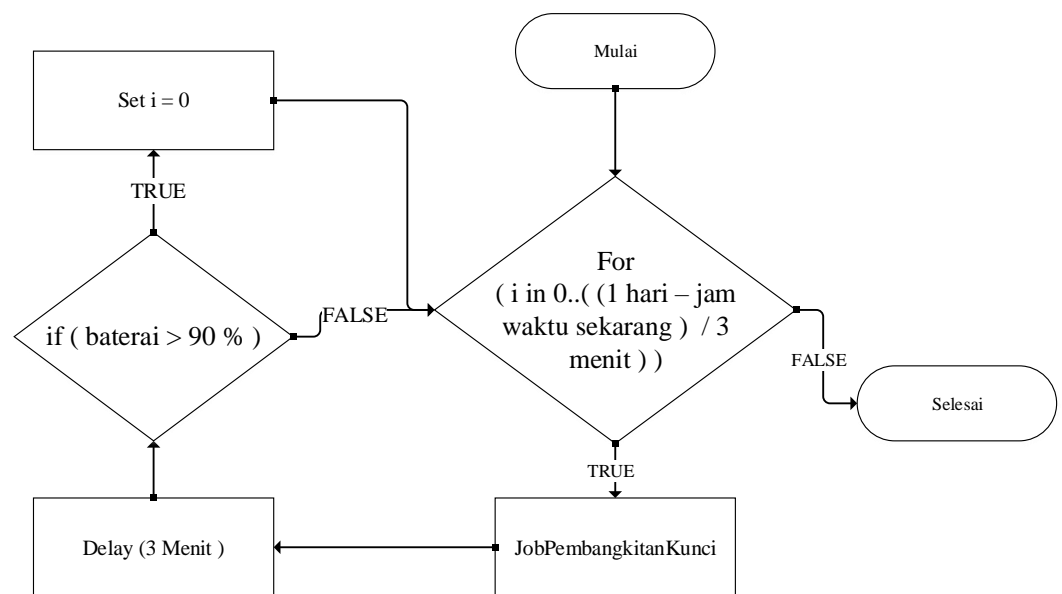 Mulai
Set i = 0
TRUE
For
( i in 0..( (1 hari – jam
waktu sekarang ) / 3
menit ) )
if ( baterai > 90 % )
FALSE
FALSE
Selesai
TRUE
Delay (3 Menit )
JobPembangkitanKunci